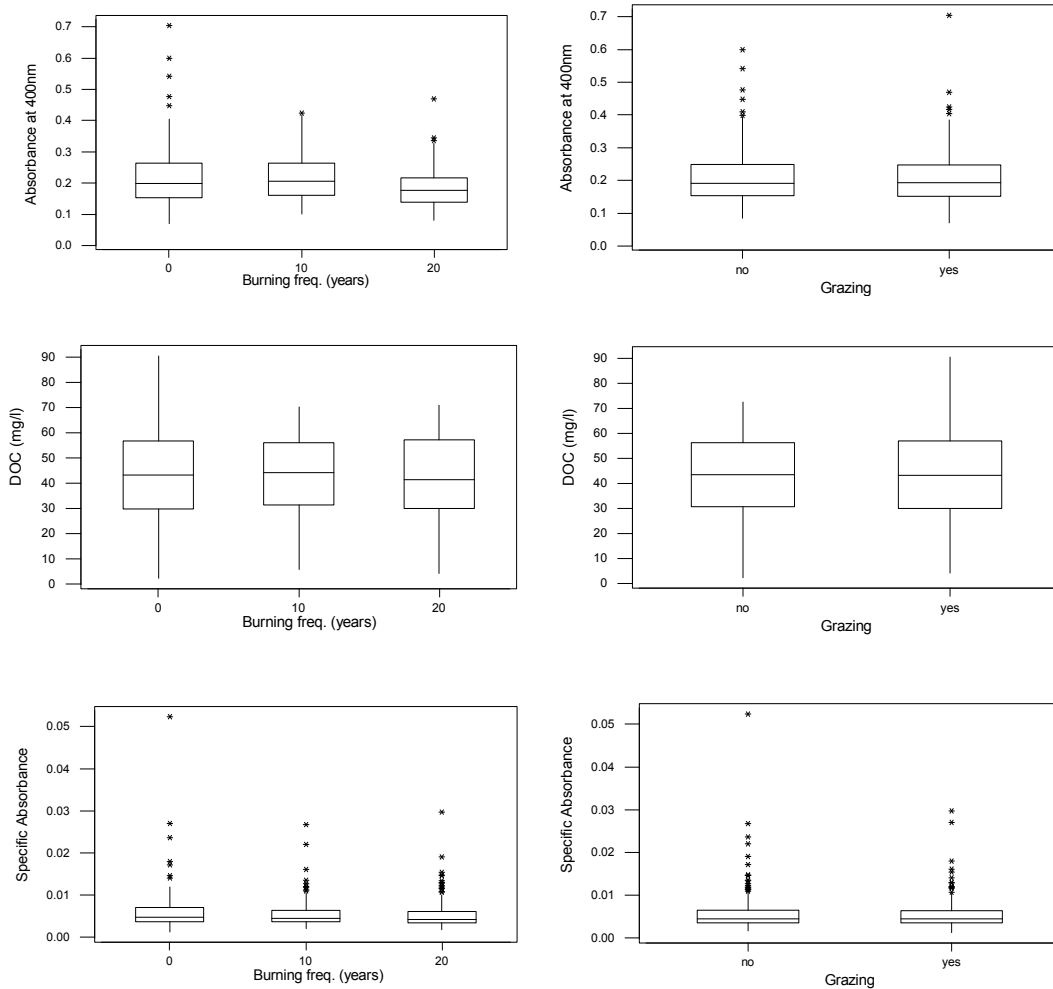 Absorbance at 400nm
0.7
0.6
0.5
0.4
0.3
0.2
0.1
0.0
0 10 20
Burning freq. (years)
Absorbance at 400nm
0.7
0.6
0.5
0.4
0.3
0.2
0.1
0.0
no yes
Grazing
DOC (mg/l)
90
80
70
60
50
40
30
20
10
0
0 10 20
Burning freq. (years)
DOC (mg/l)
90
80
70
60
50
40
30
20
10
0
no yes
Grazing
Specific Absorbance
0.05
0.04
0.03
0.02
0.01
0.00
0 10 20
Burning freq. (years)
Specific Absorbance
0.05
0.04
0.03
0.02
0.01
0.00
no yes
Grazing